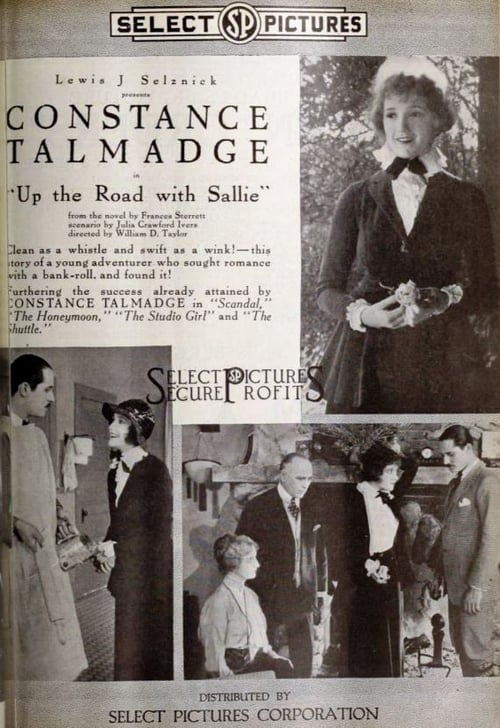 SELECT SP PICTURES
Lewis J Selznick
presents
CONSTANCE
TALMADGE
in
"Up the Road with Sallie"
from the novel by Frances Sterrett
scenario by Julia Crawford Ivers
directed by William D. Taylor
Clean as a whistle and swift as a wink!—this
story of a young adventurer who sought romance
with a bank-roll, and found it!
Furthering the success already attained by
CONSTANCE TALMADGE in "Scandal,"
"The Honeymoon," "The Studio Girl" and "The
Shuttle."
SELECT SP PICTURES
SECURE PROFITS
DISTRIBUTED BY
SELECT PICTURES CORPORATION